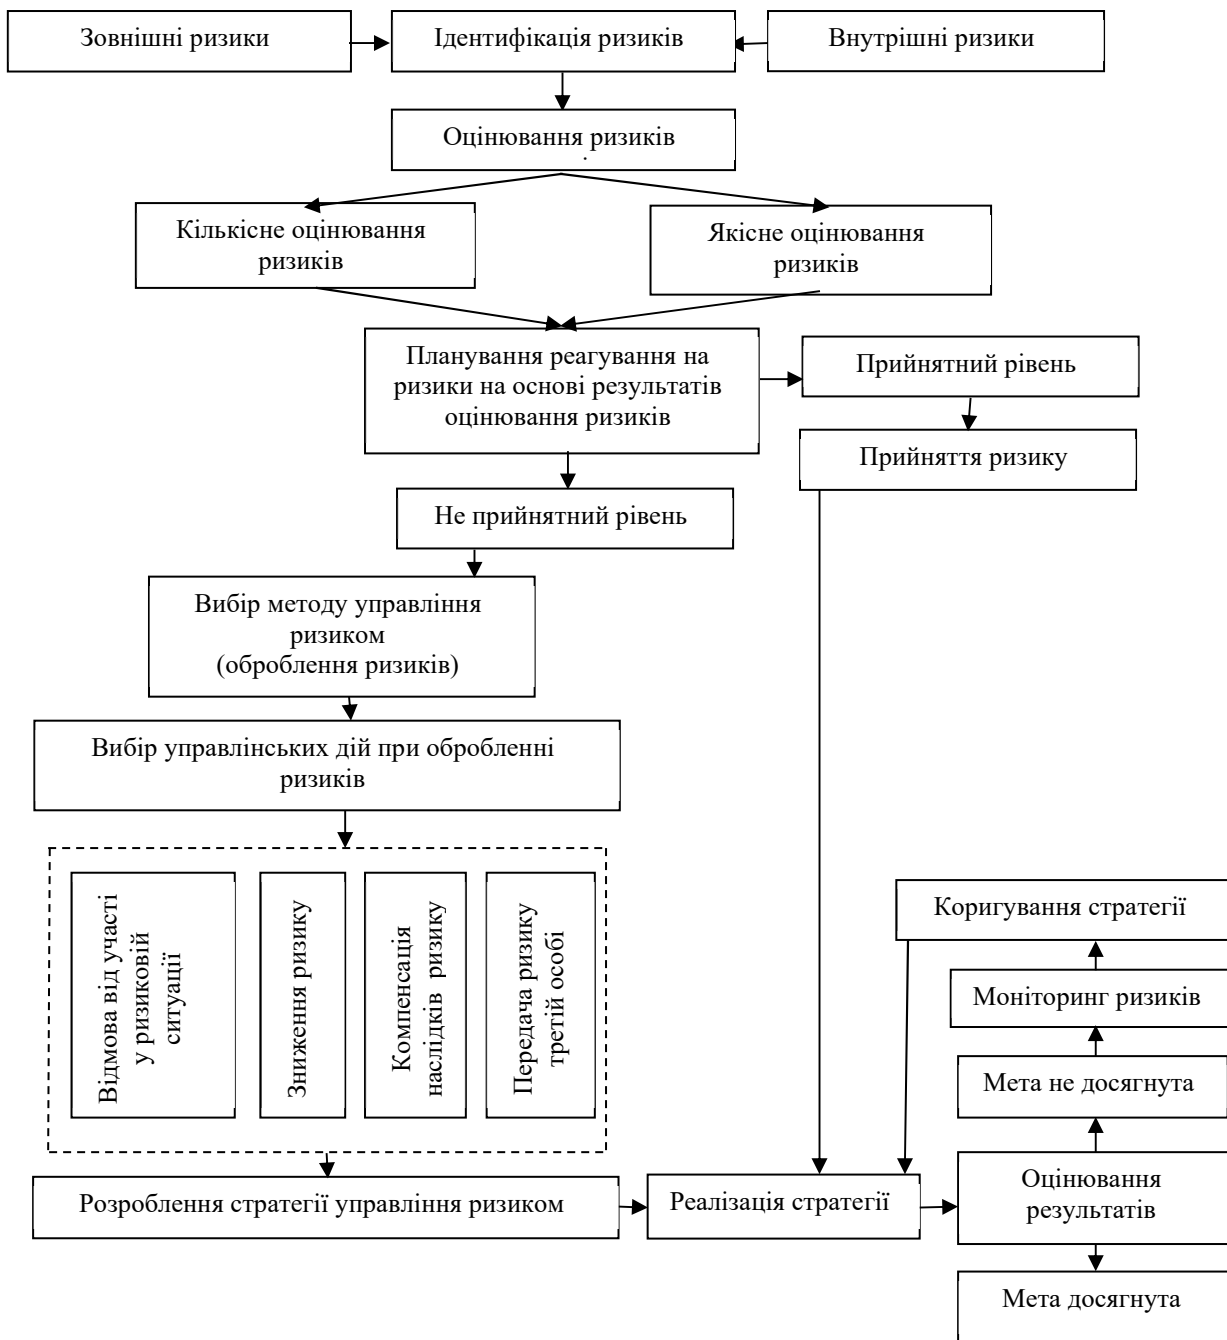 Зовнішні ризики
Ідентифікація ризиків
Внутрішні ризики
Оцінювання ризиків
Кількісне оцінювання
ризиків
Якісне оцінювання
ризиків
Планування реагування на
ризики на основі результатів
оцінювання ризиків
Прийнятний рівень
Прийняття ризику
Не прийнятний рівень
Вибір методу управління
ризиком
(оброблення ризиків)
Вибір управлінських дій при обробленні
ризиків
Відмова від участі
у ризиковій
ситуації
Зниження ризику
Компенсація
наслідків ризику
Передача ризику
третій особі
Коригування стратегії
Моніторинг ризиків
Мета не досягнута
Розроблення стратегії управління ризиком
Реалізація стратегії
Оцінювання
результатів
Мета досягнута